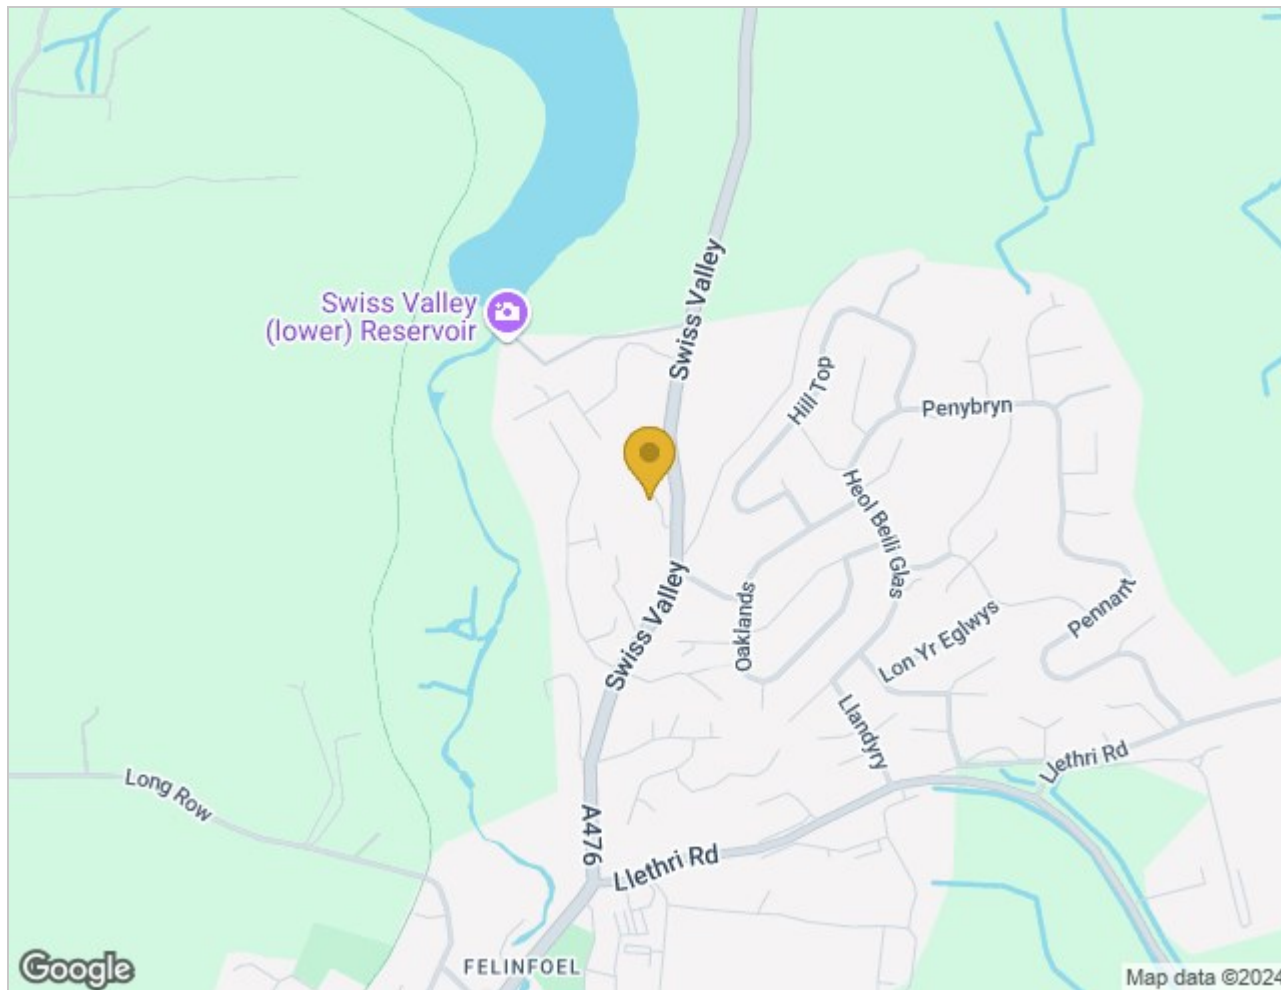 Swiss Valley
Swiss Valley
(lower) Reservoir
Hill Top
Penybryn
Heol Beili Glas
Oaklands
Swiss Valley
Lon Yr Eglwys
Pennant
Llandyry
Llethri Rd
Long Row
A476
Llethri Rd
FELINFOEL
Google
Map data ©2024